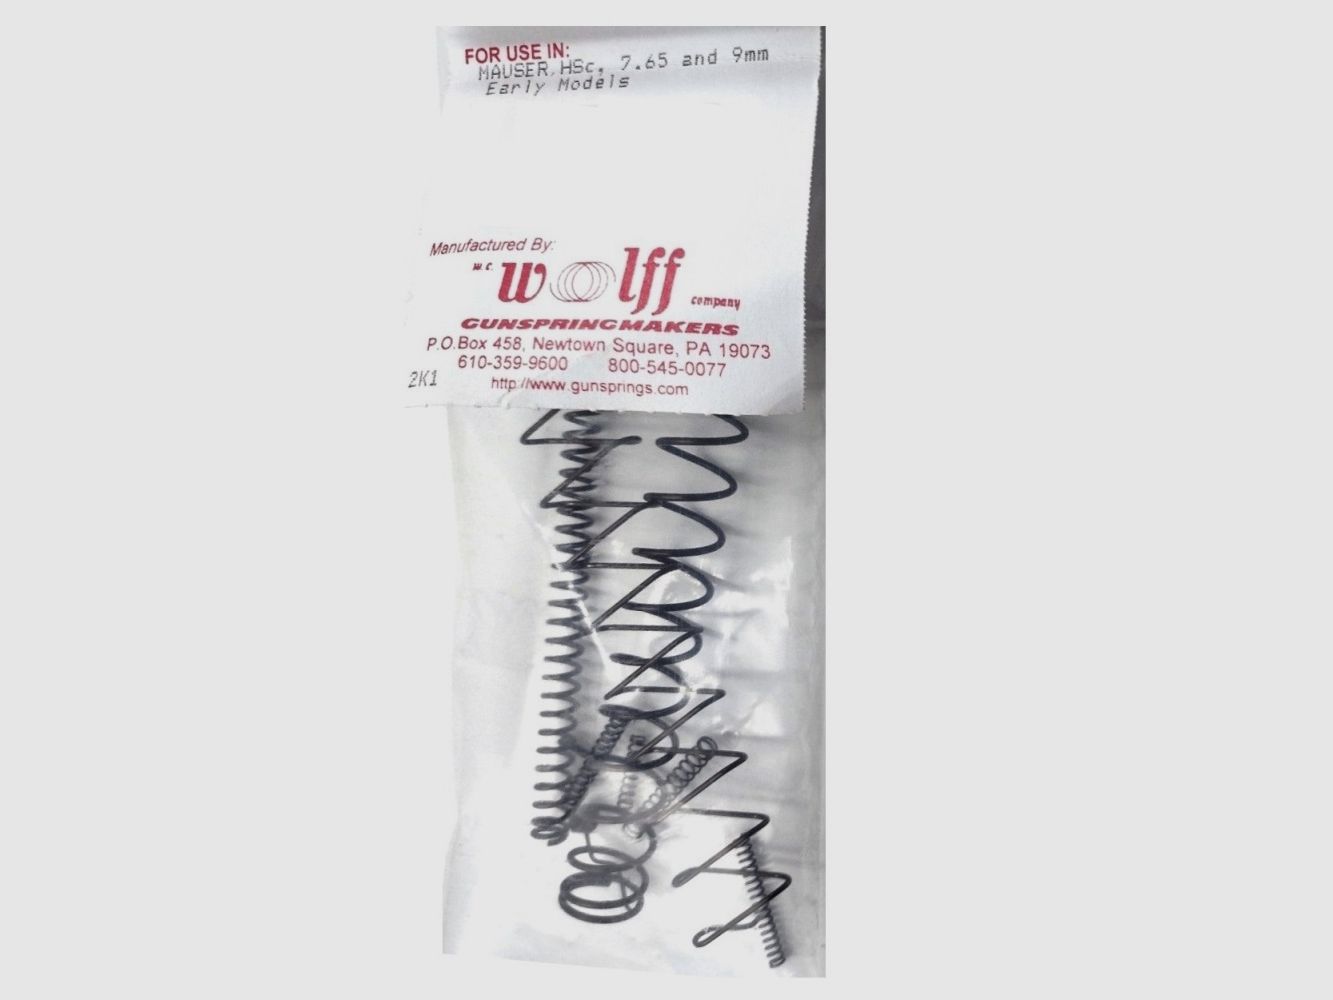 FOR USE IN:
MAUSER, HSc, 7.65 and 9mm
Early Models
Manufactured By:
w.c. wolff company
GUNSPRINGMAKERS
P.O.Box 458, Newtown Square, PA 19073
610-359-9600 800-545-0077
2K1
http://www.gunsprings.com